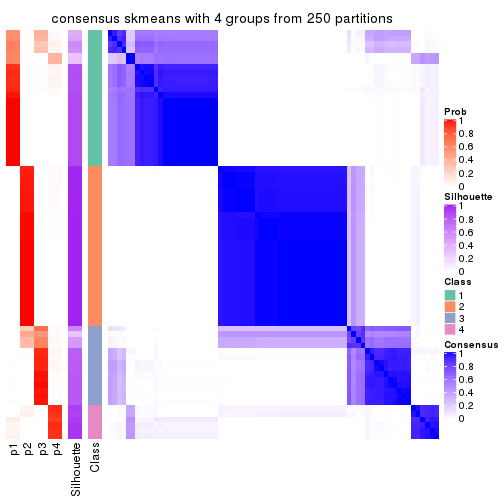 consensus skmeans with 4 groups from 250 partitions
Prob
1
0.8
0.6
0.4
0.2
0
Silhouette
1
0.8
0.6
0.4
0.2
0
Class
1
2
3
4
Consensus
1
0.8
0.6
0.4
0.2
0
p1
p2
p3
p4
Silhouette
Class